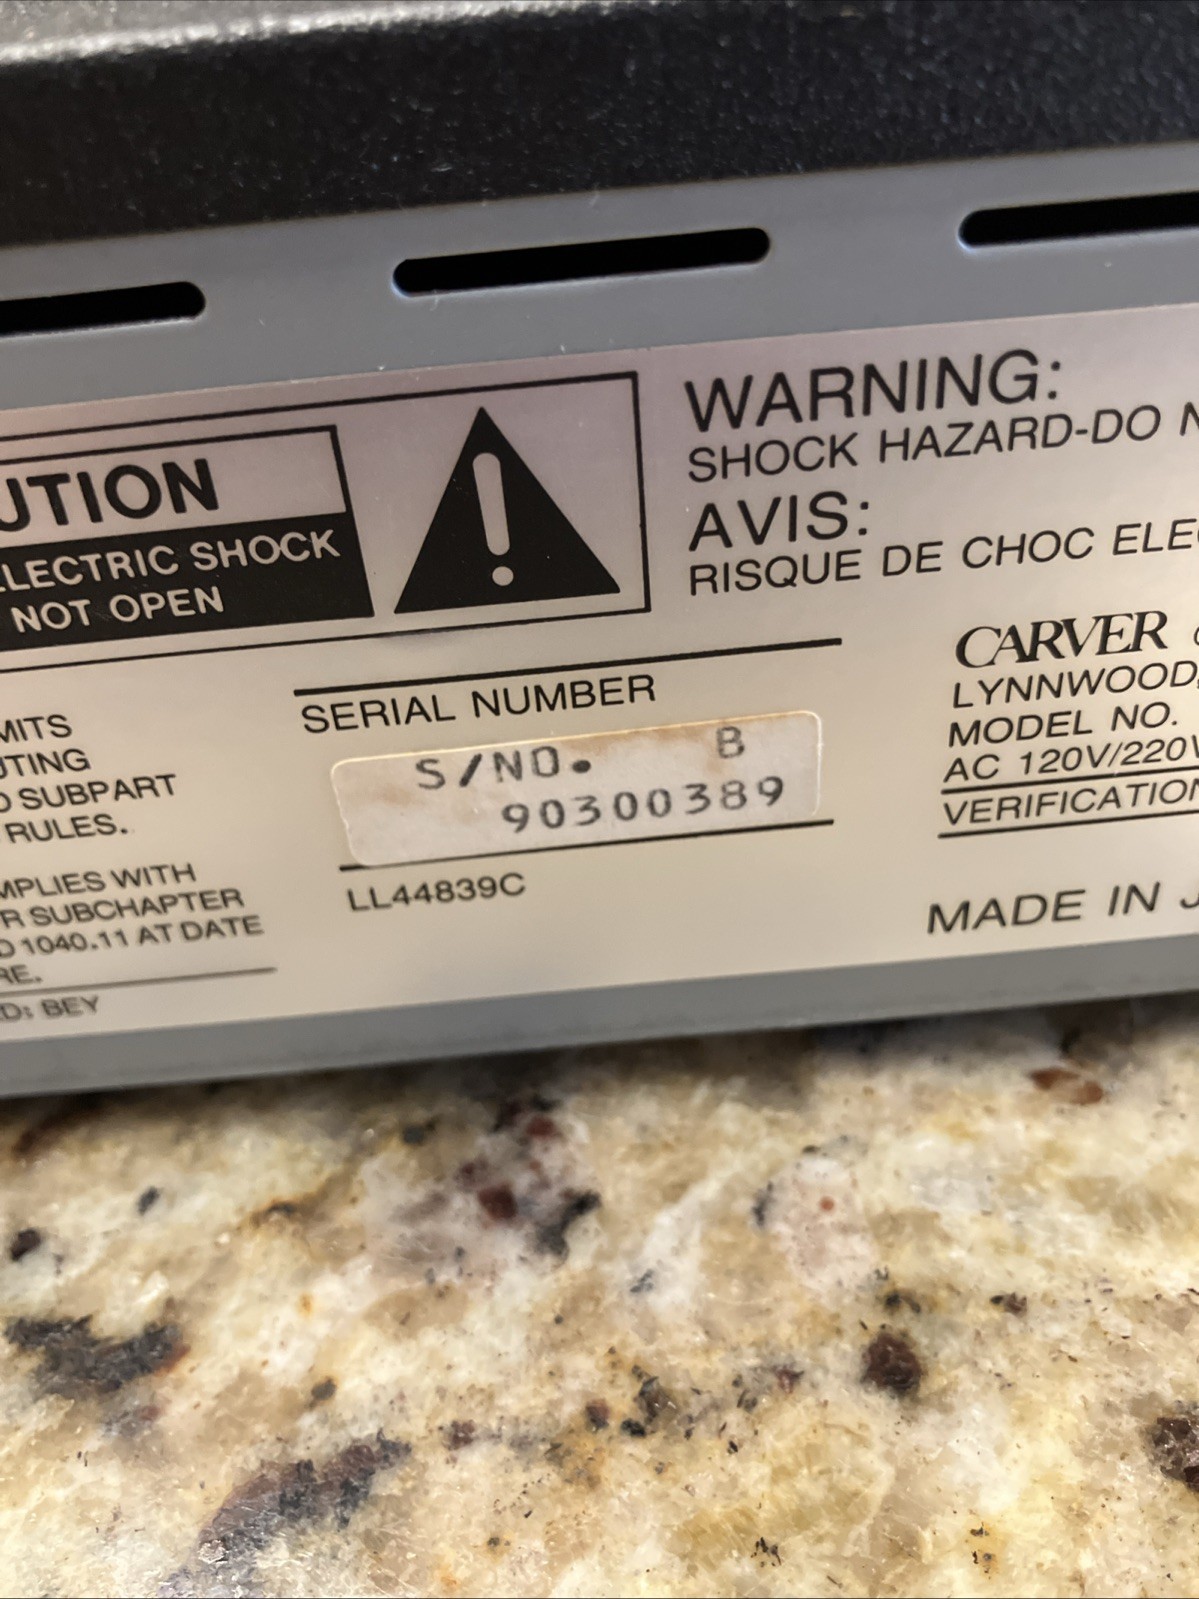 UTION
LECTRIC SHOCK
NOT OPEN
WARNING:
SHOCK HAZARD-DO N
AVIS:
RISQUE DE CHOC ELE
MITS
UTING
SUBPART
RULES.
MPLIES WITH
R SUBCHAPTER
D 1040.11 AT DATE
RE.
D: BEY
SERIAL NUMBER
S/NO. B
90300389
LL44839C
CARVER
LYNNWOOD,
MODEL NO.
AC 120V/220V
VERIFICATION
MADE IN J